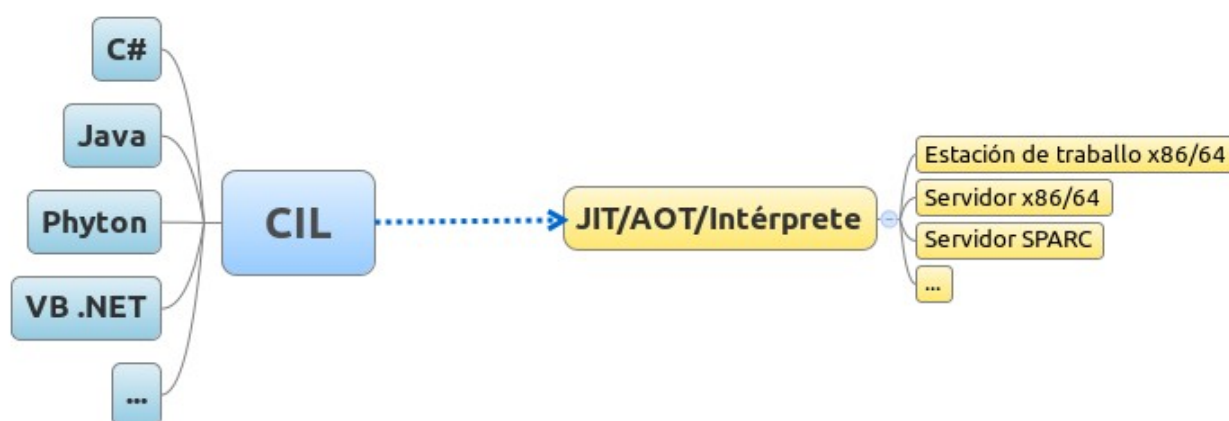 C#
Java
Phyton
VB .NET
...
CIL
JIT/AOT/Intérprete
Estación de traballo x86/64
Servidor x86/64
Servidor SPARC
...